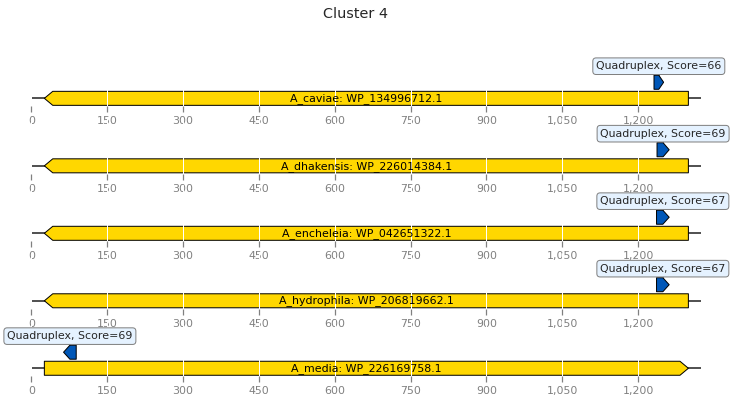 Cluster 4
Quadruplex, Score=66
A_caviae: WP_134996712.1
0 150 300 450 600 750 900 1,050 1,200
Quadruplex, Score=69
A_dhakensis: WP_226014384.1
0 150 300 450 600 750 900 1,050 1,200
Quadruplex, Score=67
A_encheleia: WP_042651322.1
0 150 300 450 600 750 900 1,050 1,200
Quadruplex, Score=67
A_hydrophila: WP_206819662.1
0 150 300 450 600 750 900 1,050 1,200
Quadruplex, Score=69
A_media: WP_226169758.1
0 150 300 450 600 750 900 1,050 1,200